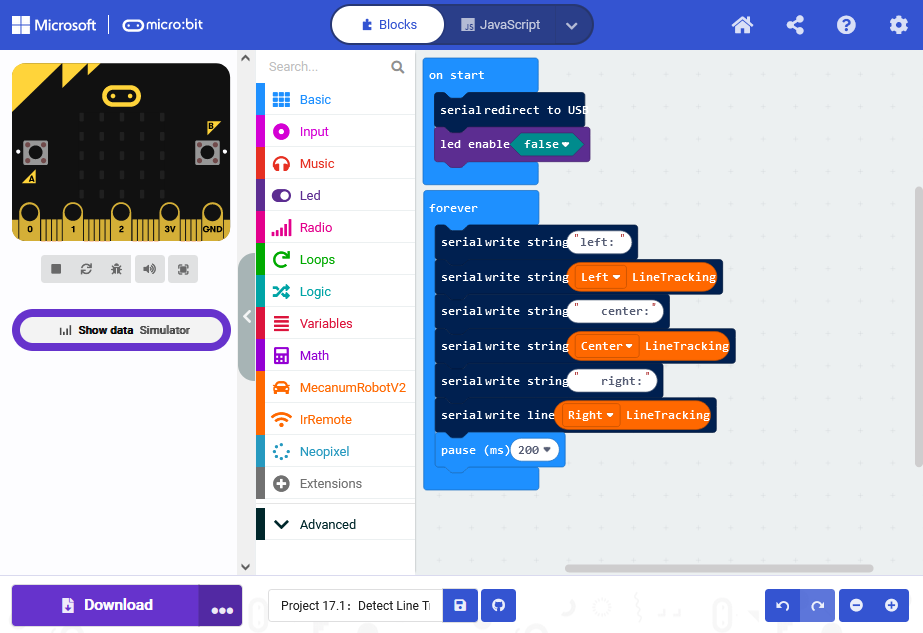 Microsoft micro:bit Blocks JavaScript
Search...
Basic
Input
Music
Led
Radio
Loops
Logic
Variables
Math
MecanumRobotV2
IrRemote
Neopixel
Extensions
Advanced
B
A
0 1 2 3V GND
Show data Simulator
on start
serial redirect to USB
led enable false
forever
serial write string "left: "
serial write string Left LineTracking
serial write string " center:"
serial write string Center LineTracking
serial write string " right:"
serial write line Right LineTracking
pause (ms) 200
Download ...
Project 17.1: Detect Line Tr